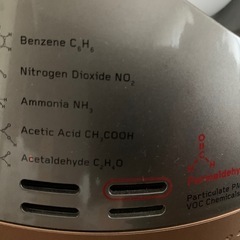 Benzene C₆H₆
Nitrogen Dioxide NO₂
Ammonia NH₃
Acetic Acid CH₃COOH
Acetaldehyde C₂H₄O
Particulate
VOC Chemical